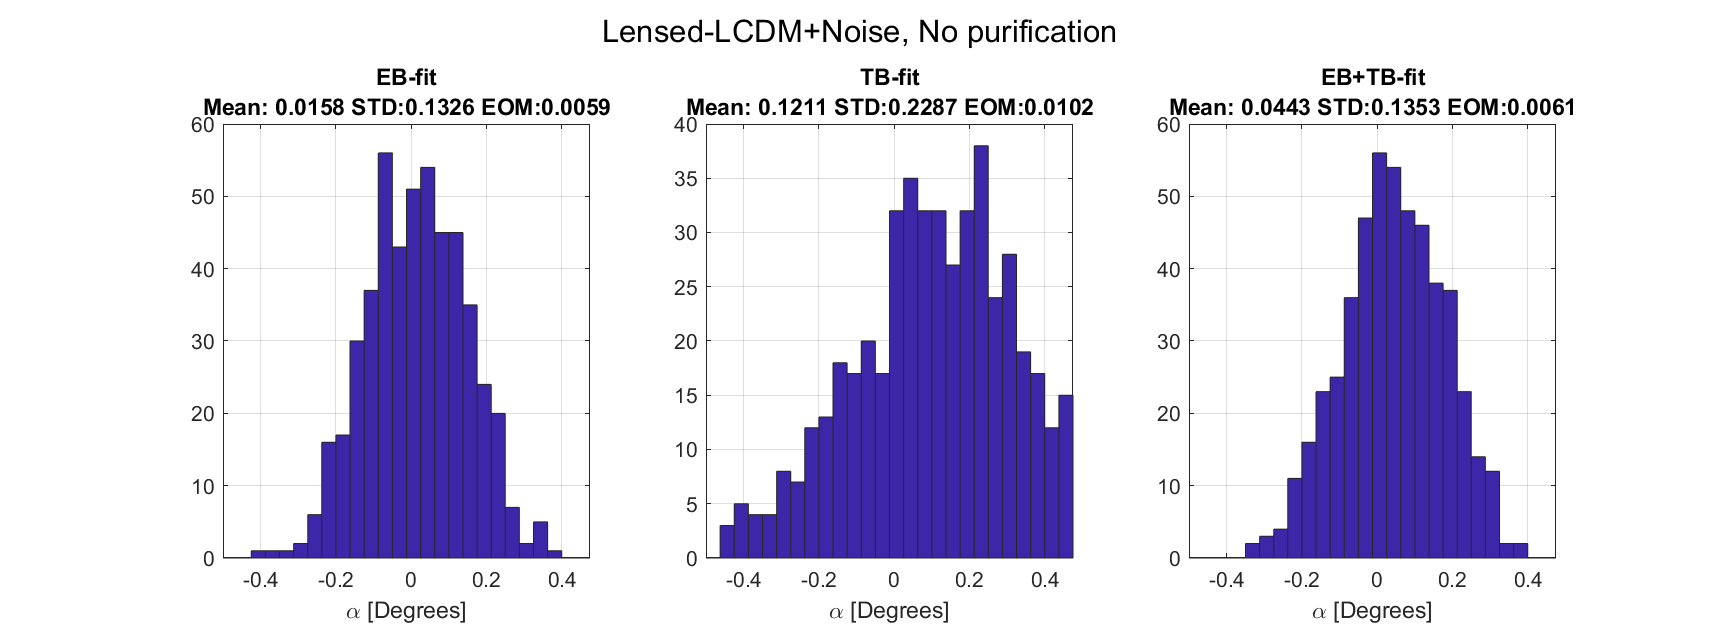 Lensed-LCDM+Noise, No purification
EB-fit
Mean: 0.0158 STD:0.1326 EOM:0.0059
60
50
40
30
20
10
0
-0.4 -0.2 0 0.2 0.4
α [Degrees]
TB-fit
Mean: 0.1211 STD:0.2287 EOM:0.0102
40
35
30
25
20
15
10
5
0
-0.4 -0.2 0 0.2 0.4
α [Degrees]
EB+TB-fit
Mean: 0.0443 STD:0.1353 EOM:0.0061
60
50
40
30
20
10
0
-0.4 -0.2 0 0.2 0.4
α [Degrees]